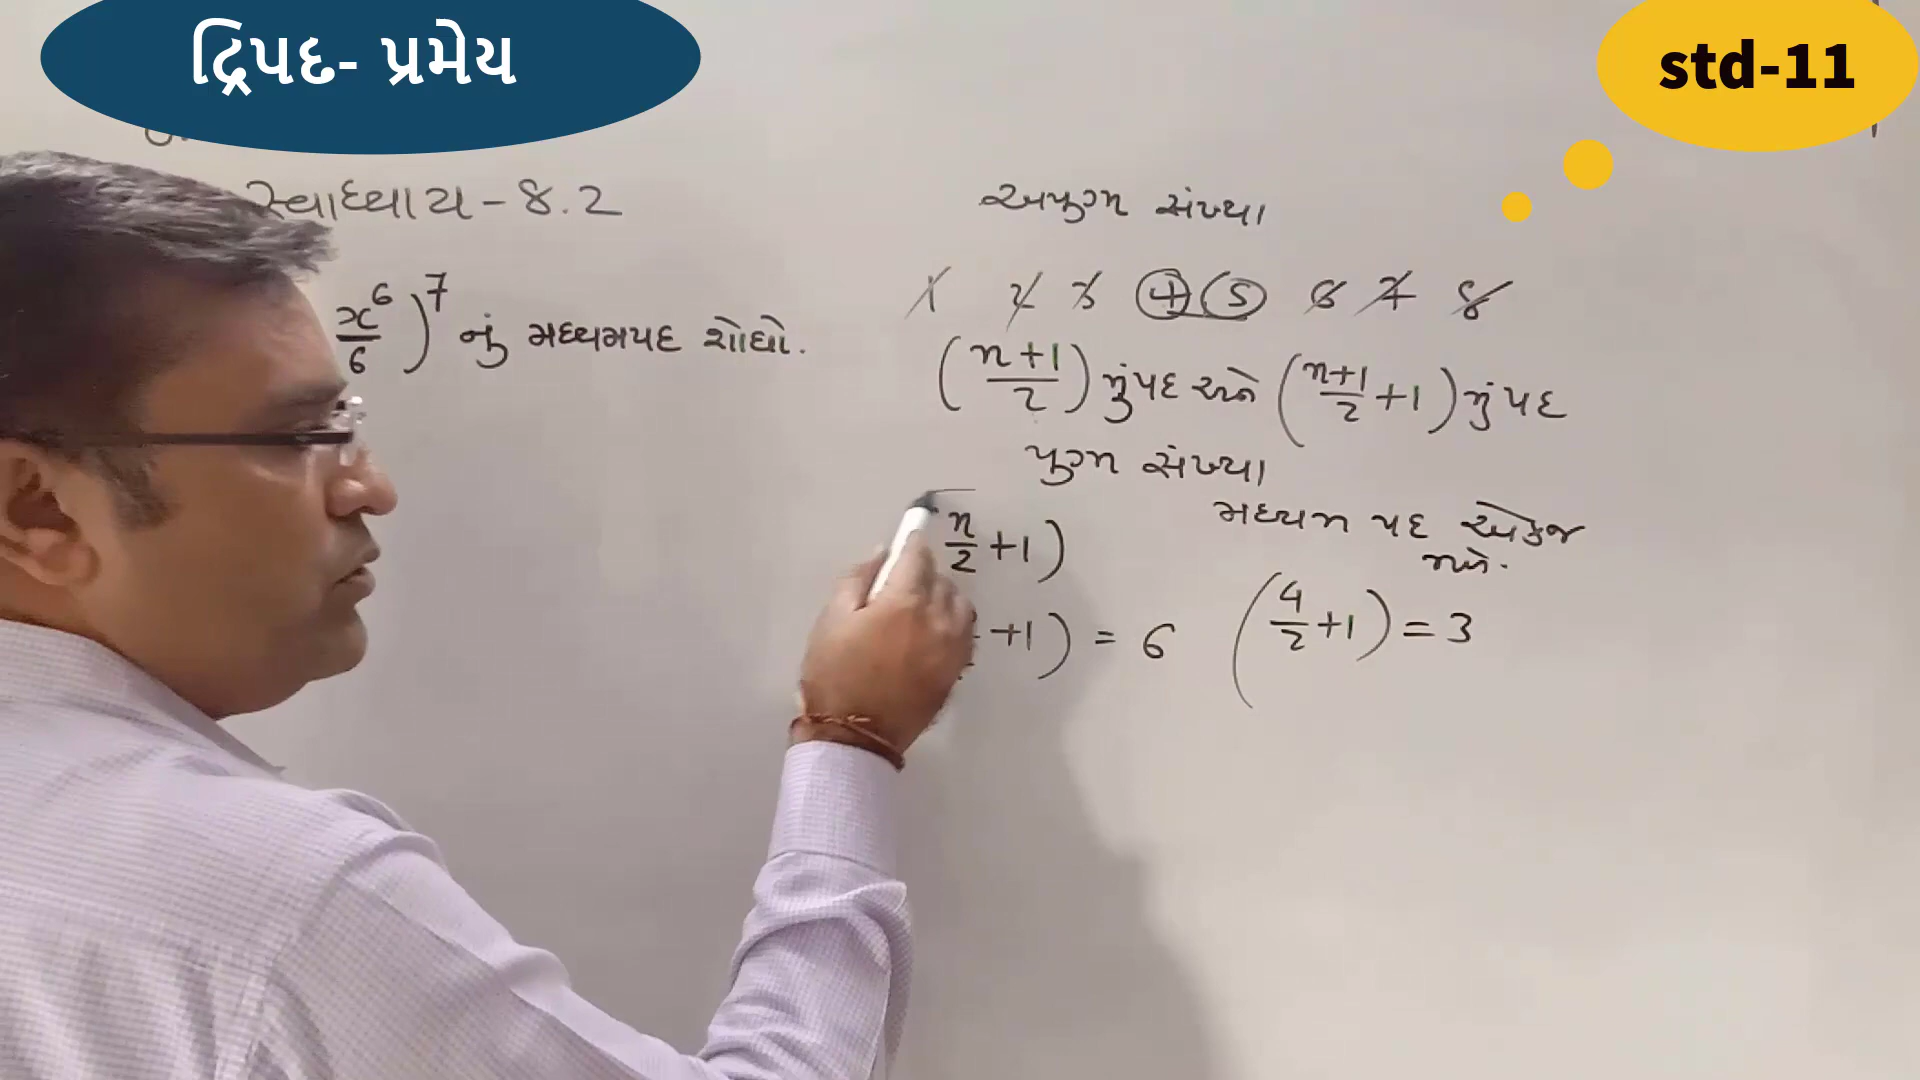 દ્વિપદ- પ્રમેય
std-11
સ્વાધ્યાય - 8.2
x^6/6 )^7 નું મધ્યમપદ શોધો.
અયુગ્મ સંખ્યા
1 2 3 4 5 6 7 8
( n+1/2 ) મુંપદ અને ( n+1/2 +1 ) મુંપદ
યુગ્મ સંખ્યા
મધ્યમ પદ એકજ
મળે.
n/2 +1 )
+1 ) = 6 ( 4/2 +1 ) = 3